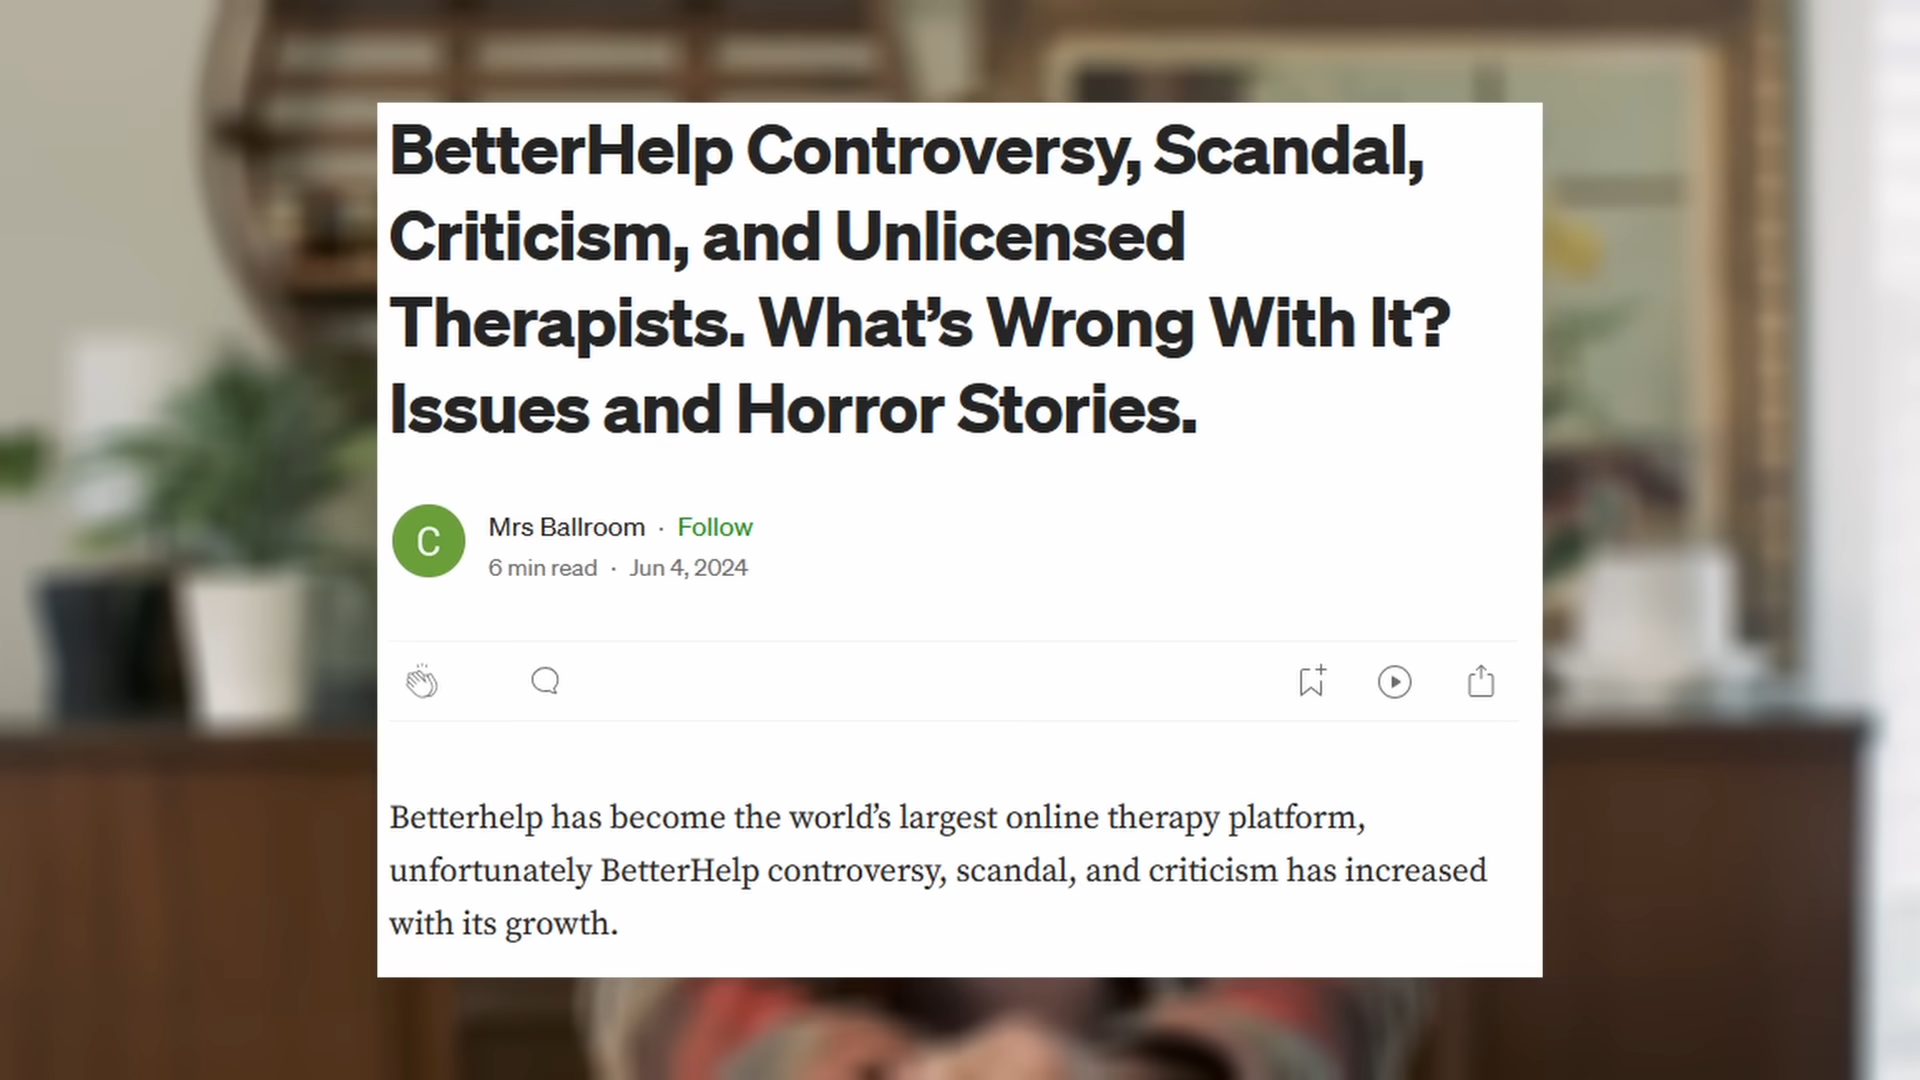 BetterHelp Controversy, Scandal,
Criticism, and Unlicensed
Therapists. What’s Wrong With It?
Issues and Horror Stories.
C
Mrs Ballroom · Follow
6 min read · Jun 4, 2024
Betterhelp has become the world’s largest online therapy platform,
unfortunately BetterHelp controversy, scandal, and criticism has increased
with its growth.